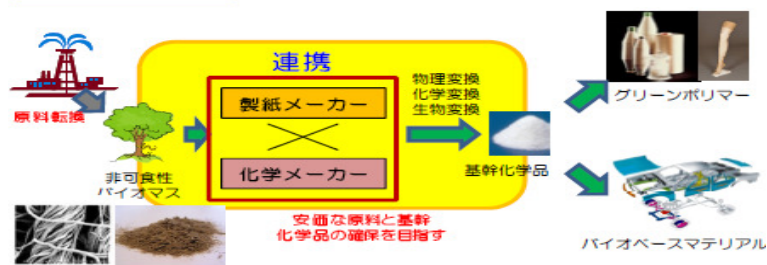 連携
原料転換
製紙メーカー
化学メーカー
物理変換
化学変換
生物変換
非可食性
バイオマス
基幹化学品
グリーンポリマー
バイオベースマテリアル
安価な原料と基幹
化学品の確保を目指す